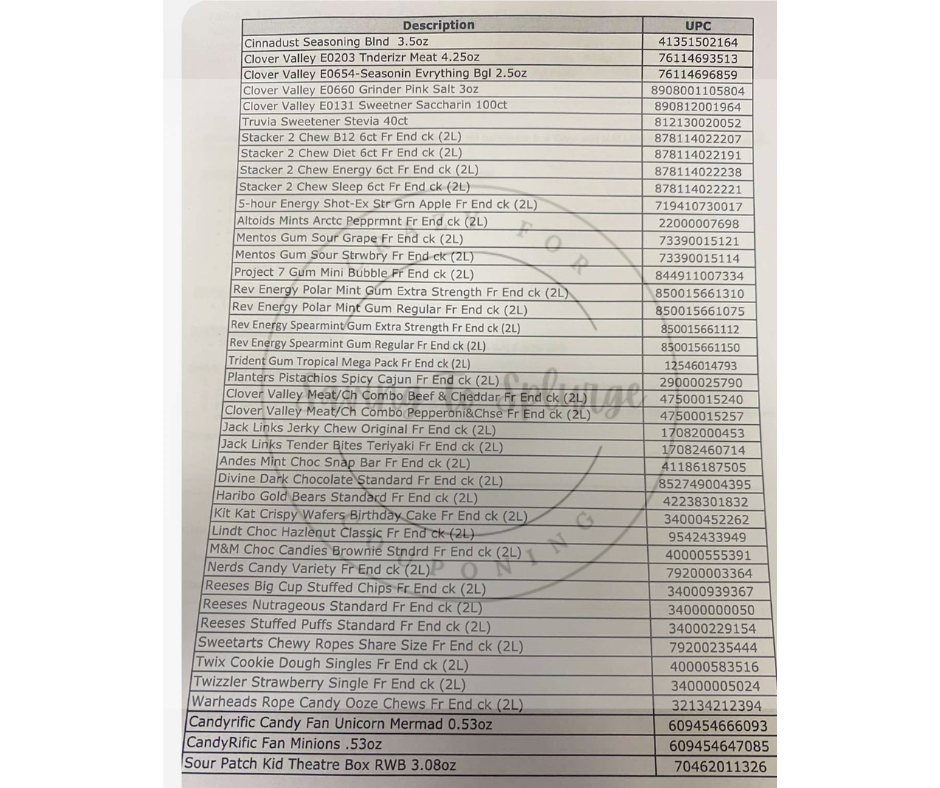 Description UPC
Cinnadust Seasoning Blnd 3.5oz 41351502164
Clover Valley E0203 Tnderizr Meat 4.25oz 76114693513
Clover Valley E0654-Seasonin Evrything Bgl 2.5oz 76114696859
Clover Valley E0660 Grinder Pink Salt 3oz 8908001105804
Clover Valley E0131 Sweetner Saccharin 100ct 890812001964
Truvia Sweetener Stevia 40ct 812130020052
Stacker 2 Chew B12 6ct Fr End ck (2L) 878114022207
Stacker 2 Chew Diet 6ct Fr End ck (2L) 878114022191
Stacker 2 Chew Energy 6ct Fr End ck (2L) 878114022238
Stacker 2 Chew Sleep 6ct Fr End ck (2L) 878114022221
5-hour Energy Shot-Ex Str Grn Apple Fr End ck (2L) 719410730017
Altoids Mints Arctc Pepprmnt Fr End ck (2L) 22000007698
Mentos Gum Sour Grape Fr End ck (2L) 73390015121
Mentos Gum Sour Strwbry Fr End ck (2L) 73390015114
Project 7 Gum Mini Bubble Fr End ck (2L) 844911007334
Rev Energy Polar Mint Gum Extra Strength Fr End ck (2L) 850015661310
Rev Energy Polar Mint Gum Regular Fr End ck (2L) 850015661075
Rev Energy Spearmint Gum Extra Strength Fr End ck (2L) 850015661112
Rev Energy Spearmint Gum Regular Fr End ck (2L) 850015661150
Trident Gum Tropical Mega Pack Fr End ck (2L) 12546014793
Planters Pistachios Spicy Cajun Fr End ck (2L) 29000025790
Clover Valley Meat/Ch Combo Beef & Cheddar Fr End ck (2L) 47500015240
Clover Valley Meat/Ch Combo Pepperoni&Chse Fr End ck (2L) 47500015257
Jack Links Jerky Chew Original Fr End ck (2L) 17082000453
Jack Links Tender Bites Teriyaki Fr End ck (2L) 17082460714
Andes Mint Choc Snap Bar Fr End ck (2L) 41186187505
Divine Dark Chocolate Standard Fr End ck (2L) 852749004395
Haribo Gold Bears Standard Fr End ck (2L) 42238301832
Kit Kat Crispy Wafers Birthday Cake Fr End ck (2L) 34000452262
Lindt Choc Hazlenut Classic Fr End ck (2L) 9542433949
M&M Choc Candies Brownie Stndrd Fr End ck (2L) 40000555391
Nerds Candy Variety Fr End ck (2L) 79200003364
Reeses Big Cup Stuffed Chips Fr End ck (2L) 34000939367
Reeses Nutrageous Standard Fr End ck (2L) 34000000050
Reeses Stuffed Puffs Standard Fr End ck (2L) 34000229154
Sweetarts Chewy Ropes Share Size Fr End ck (2L) 79200235444
Twix Cookie Dough Singles Fr End ck (2L) 40000583516
Twizzler Strawberry Single Fr End ck (2L) 34000005024
Warheads Rope Candy Ooze Chews Fr End ck (2L) 32134212394
Candyrific Candy Fan Unicorn Mermad 0.53oz 609454666093
CandyRific Fan Minions .53oz 609454647085
Sour Patch Kid Theatre Box RWB 3.08oz 70462011326
CRAZY FOR
Saving to Splurge
COUPONING